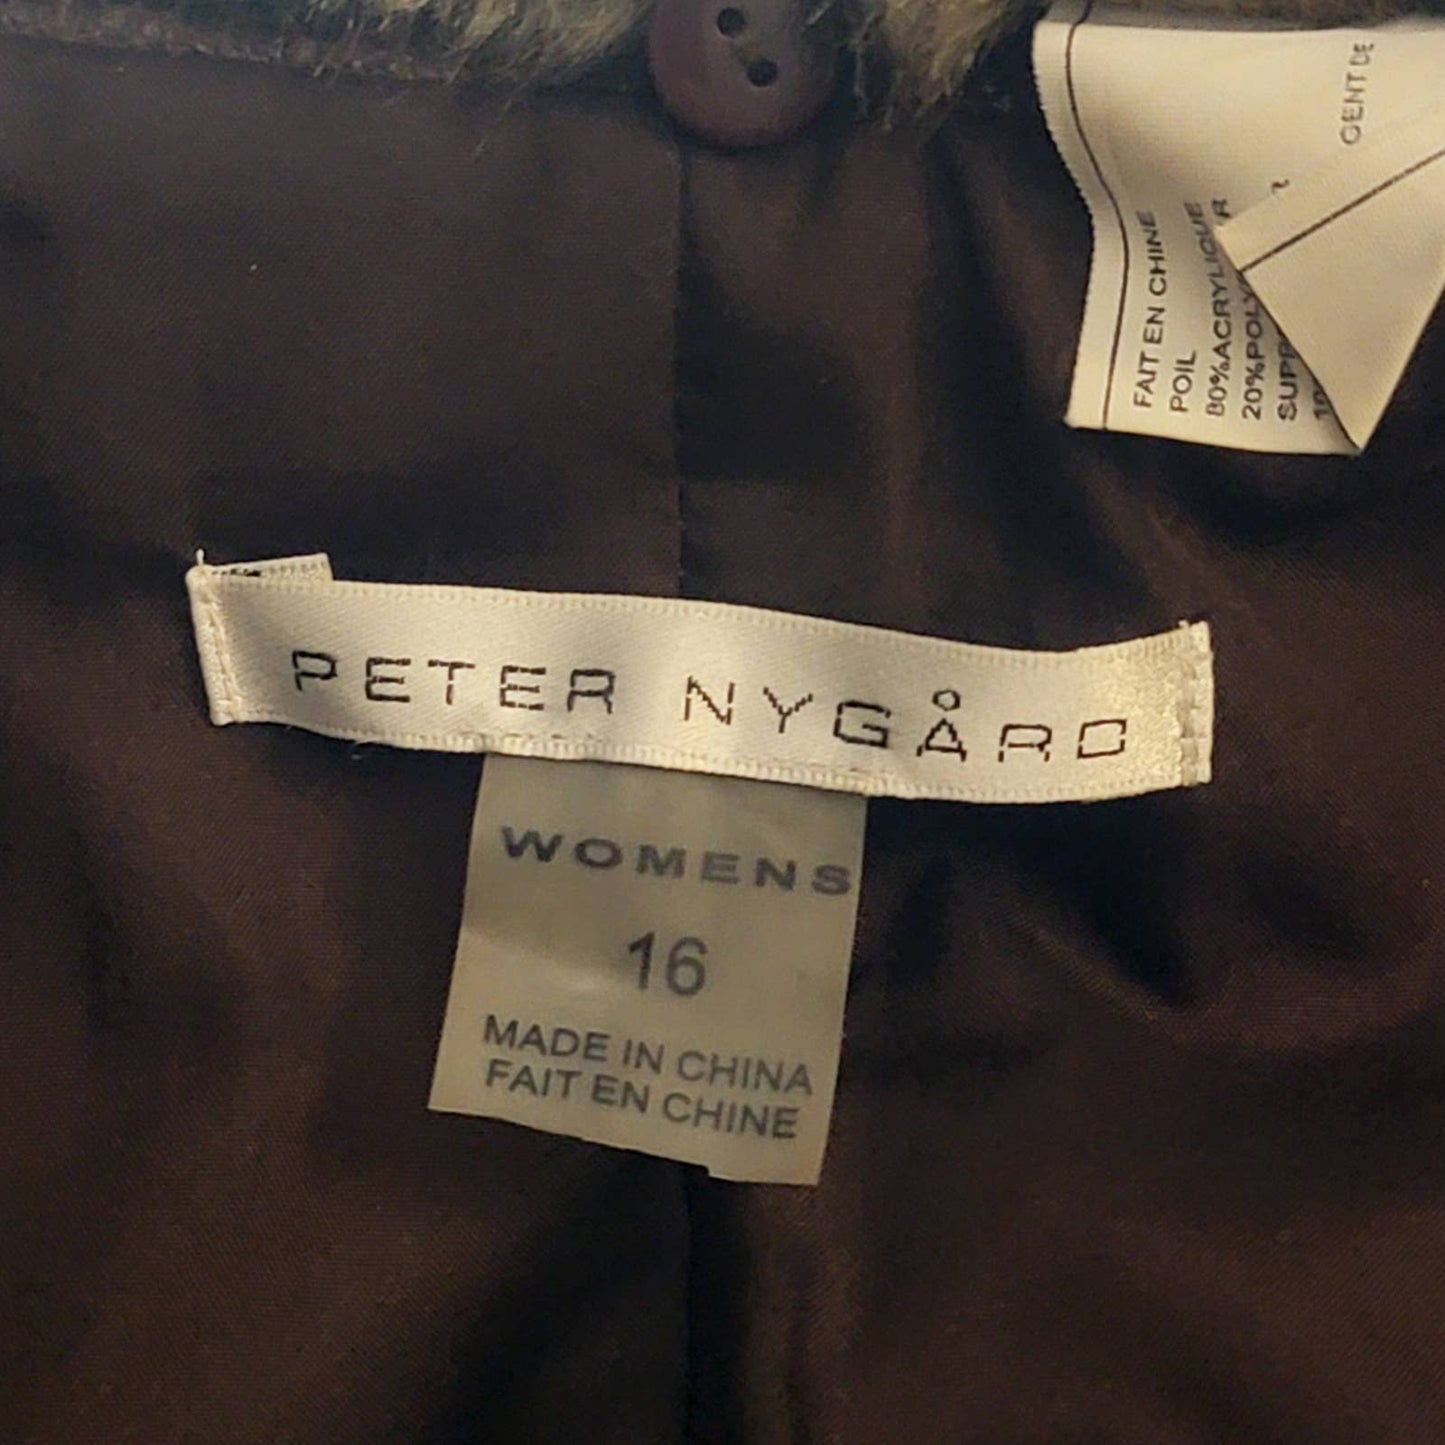 PETER NYGÅRD
WOMENS
16
MADE IN CHINA
FAIT EN CHINE
FAIT EN CHINE
POIL
80%ACRYLIQUE